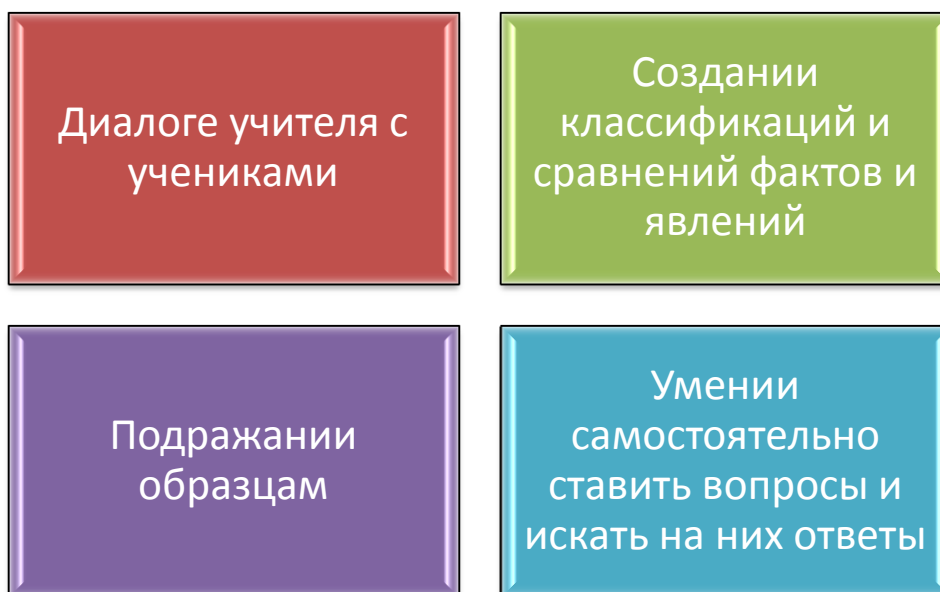 Диалоге учителя с
учениками
Создании
классификаций и
сравнений фактов и
явлений
Подражании
образцам
Умении
самостоятельно
ставить вопросы и
искать на них ответы